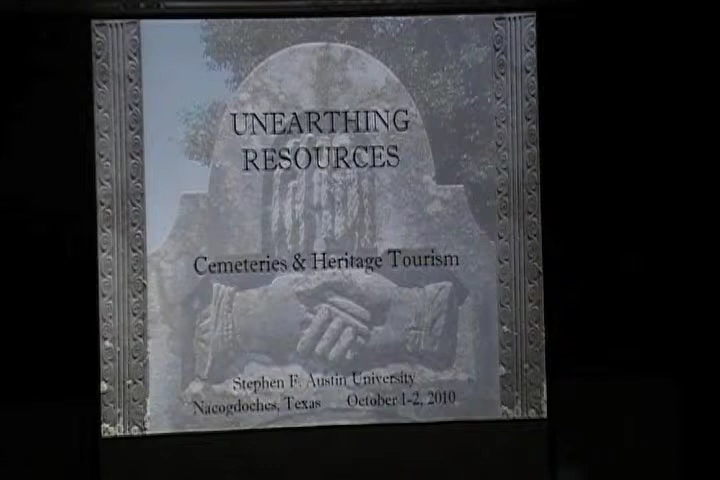 UNEARTHING
RESOURCES
Cemeteries & Heritage Tourism
Stephen F. Austin University
Nacogdoches, Texas October 1-2, 2010